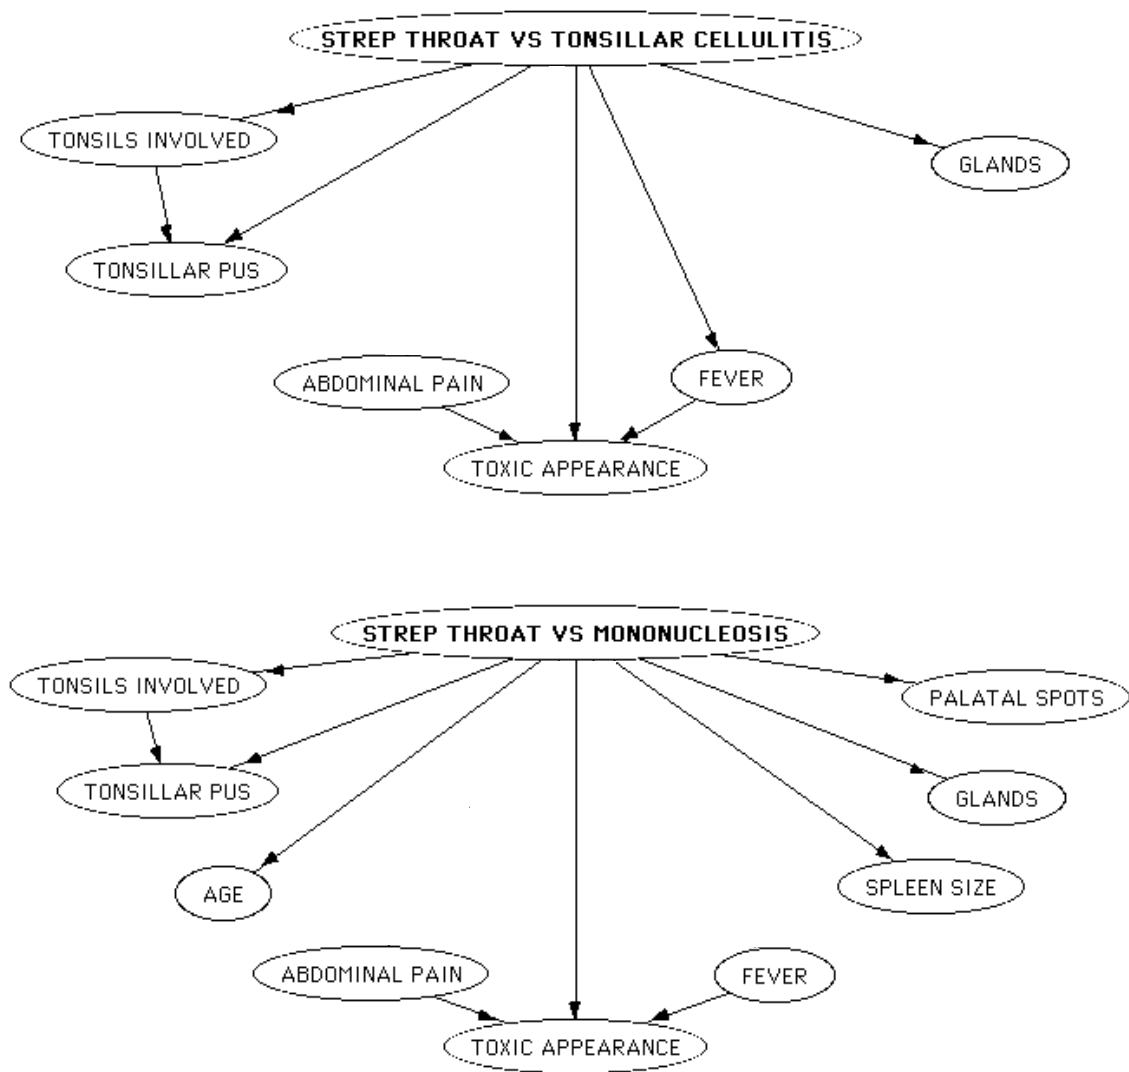 STREP THROAT VS TONSILLAR CELLULITIS
TONSILS INVOLVED
GLANDS
TONSILLAR PUS
ABDOMINAL PAIN
FEVER
TOXIC APPEARANCE
STREP THROAT VS MONONUCLEOSIS
TONSILS INVOLVED
PALATAL SPOTS
TONSILLAR PUS
GLANDS
AGE
SPLEEN SIZE
ABDOMINAL PAIN
FEVER
TOXIC APPEARANCE